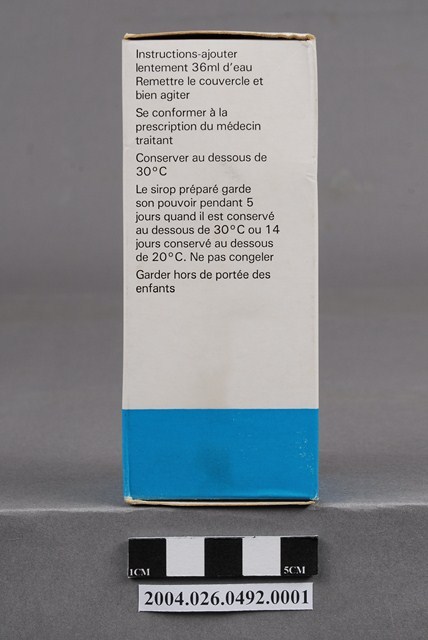 Instructions-ajouter
lentement 36ml d'eau
Remettre le couvercle et
bien agiter
Se conformer à la
prescription du médecin
traitant
Conserver au dessous de
30°C
Le sirop préparé garde
son pouvoir pendant 5
jours quand il est conservé
au dessous de 30°C ou 14
jours conservé au dessous
de 20°C. Ne pas congeler
Garder hors de portée des
enfants
1CM 5CM
2004.026.0492.0001